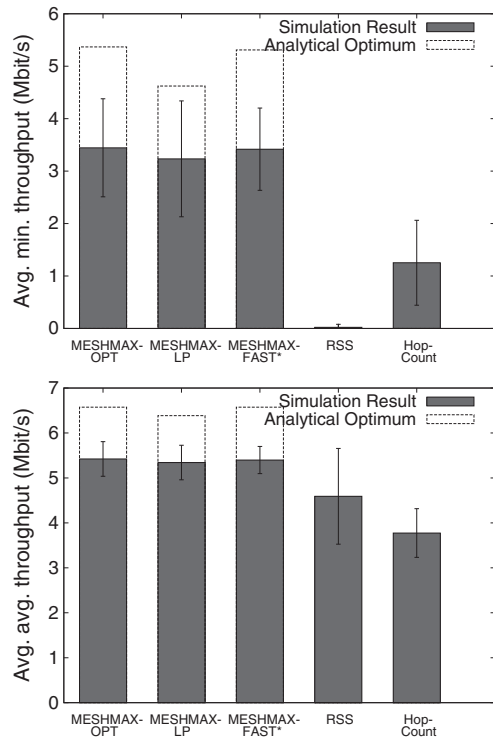 Avg. min. throughput (Mbit/s)
6
5
4
3
2
1
0
Simulation Result
Analytical Optimum
MESHMAX-
OPT
MESHMAX-
LP
MESHMAX-
FAST*
RSS
Hop-
Count
Avg. avg. throughput (Mbit/s)
7
6
5
4
3
2
1
0
Simulation Result
Analytical Optimum
MESHMAX-
OPT
MESHMAX-
LP
MESHMAX-
FAST*
RSS
Hop-
Count